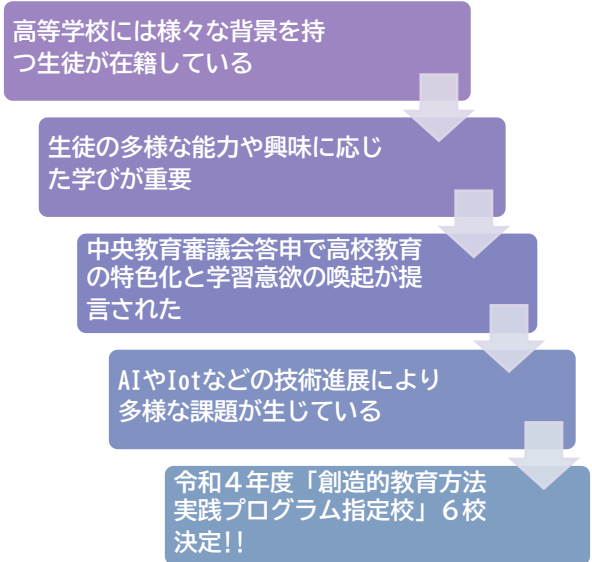 高等学校には様々な背景を持
つ生徒が在籍している
生徒の多様な能力や興味に応じ
た学びが重要
中央教育審議会答申で高校教育
の特色化と学習意欲の喚起が提
言された
AIやIotなどの技術進展により
多様な課題が生じている
令和４年度「創造的教育方法
実践プログラム指定校」６校
決定!!